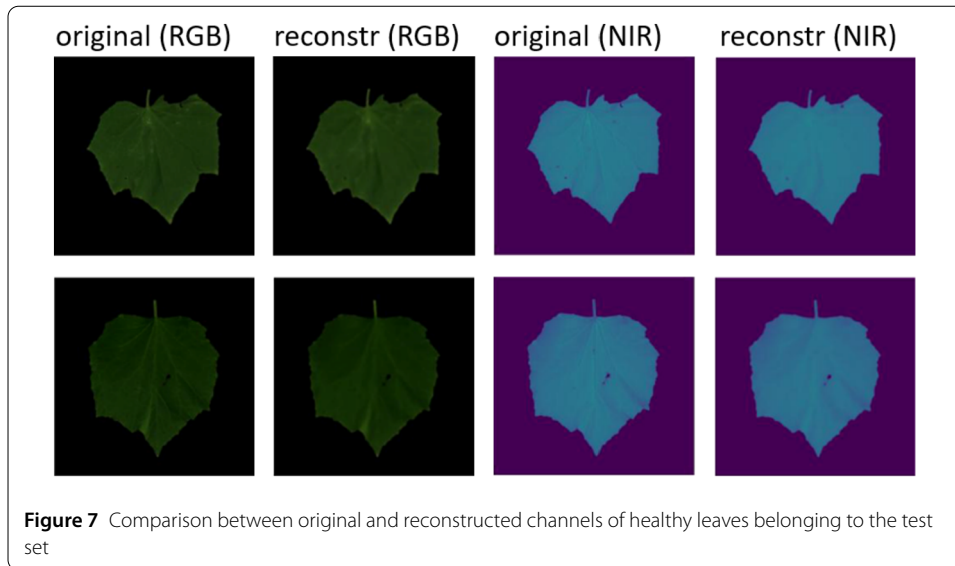 original (RGB) reconstr (RGB) original (NIR) reconstr (NIR)
Figure 7 Comparison between original and reconstructed channels of healthy leaves belonging to the test
set